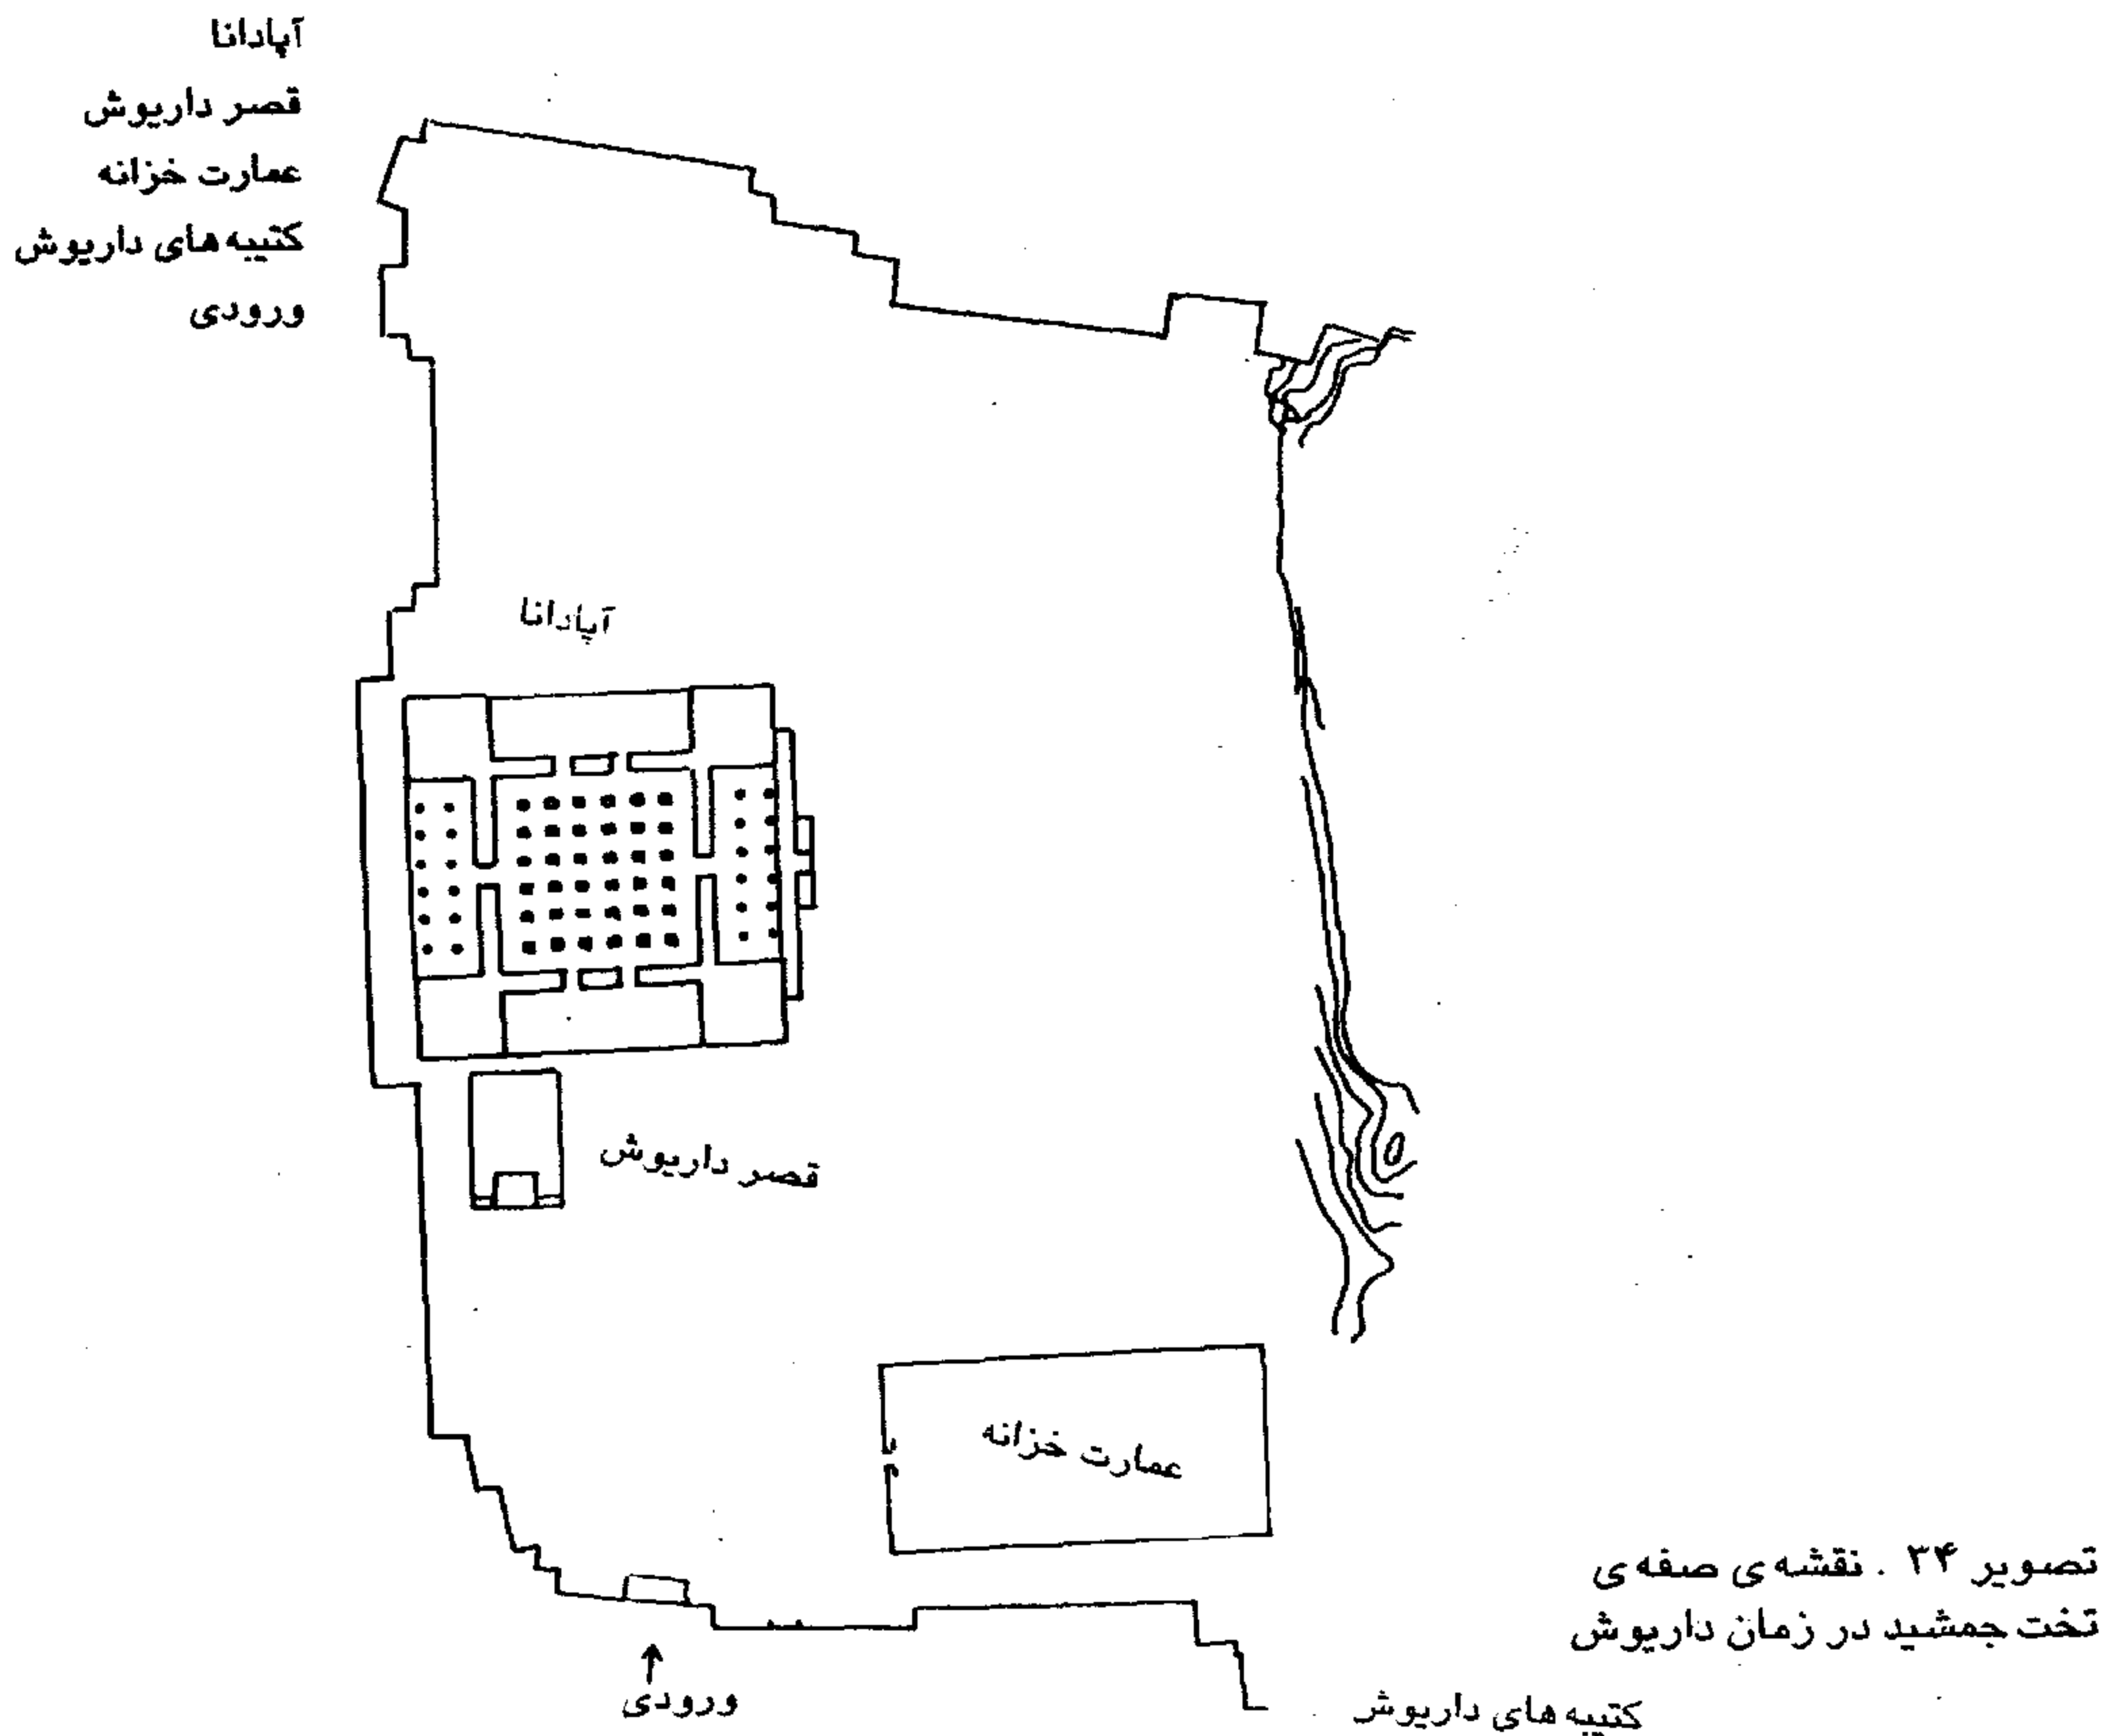 آپادانا
قصر داریوش
عمارت خزانه
کتیبه های داریوش
ورودی
آپادانا
قصر داریوش
عمارت خزانه
تصویر ۲۴ . نقشه ی صفه ی
تخت جمشید در زمان داریوش
ورودی
کتیبه های داریوش